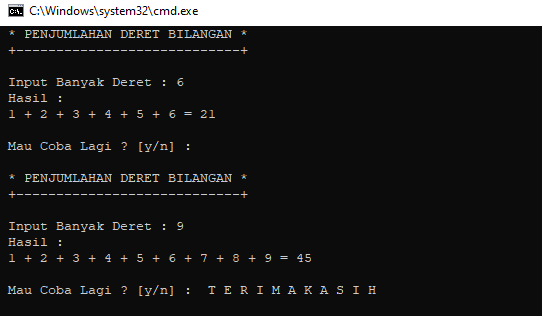 C:\Windows\system32\cmd.exe
* PENJUMLAHAN DERET BILANGAN *
+----------------------------+
Input Banyak Deret : 6
Hasil :
1 + 2 + 3 + 4 + 5 + 6 = 21
Mau Coba Lagi ? [y/n] :
* PENJUMLAHAN DERET BILANGAN *
+----------------------------+
Input Banyak Deret : 9
Hasil :
1 + 2 + 3 + 4 + 5 + 6 + 7 + 8 + 9 = 45
Mau Coba Lagi ? [y/n] :  T E R I M A K A S I H